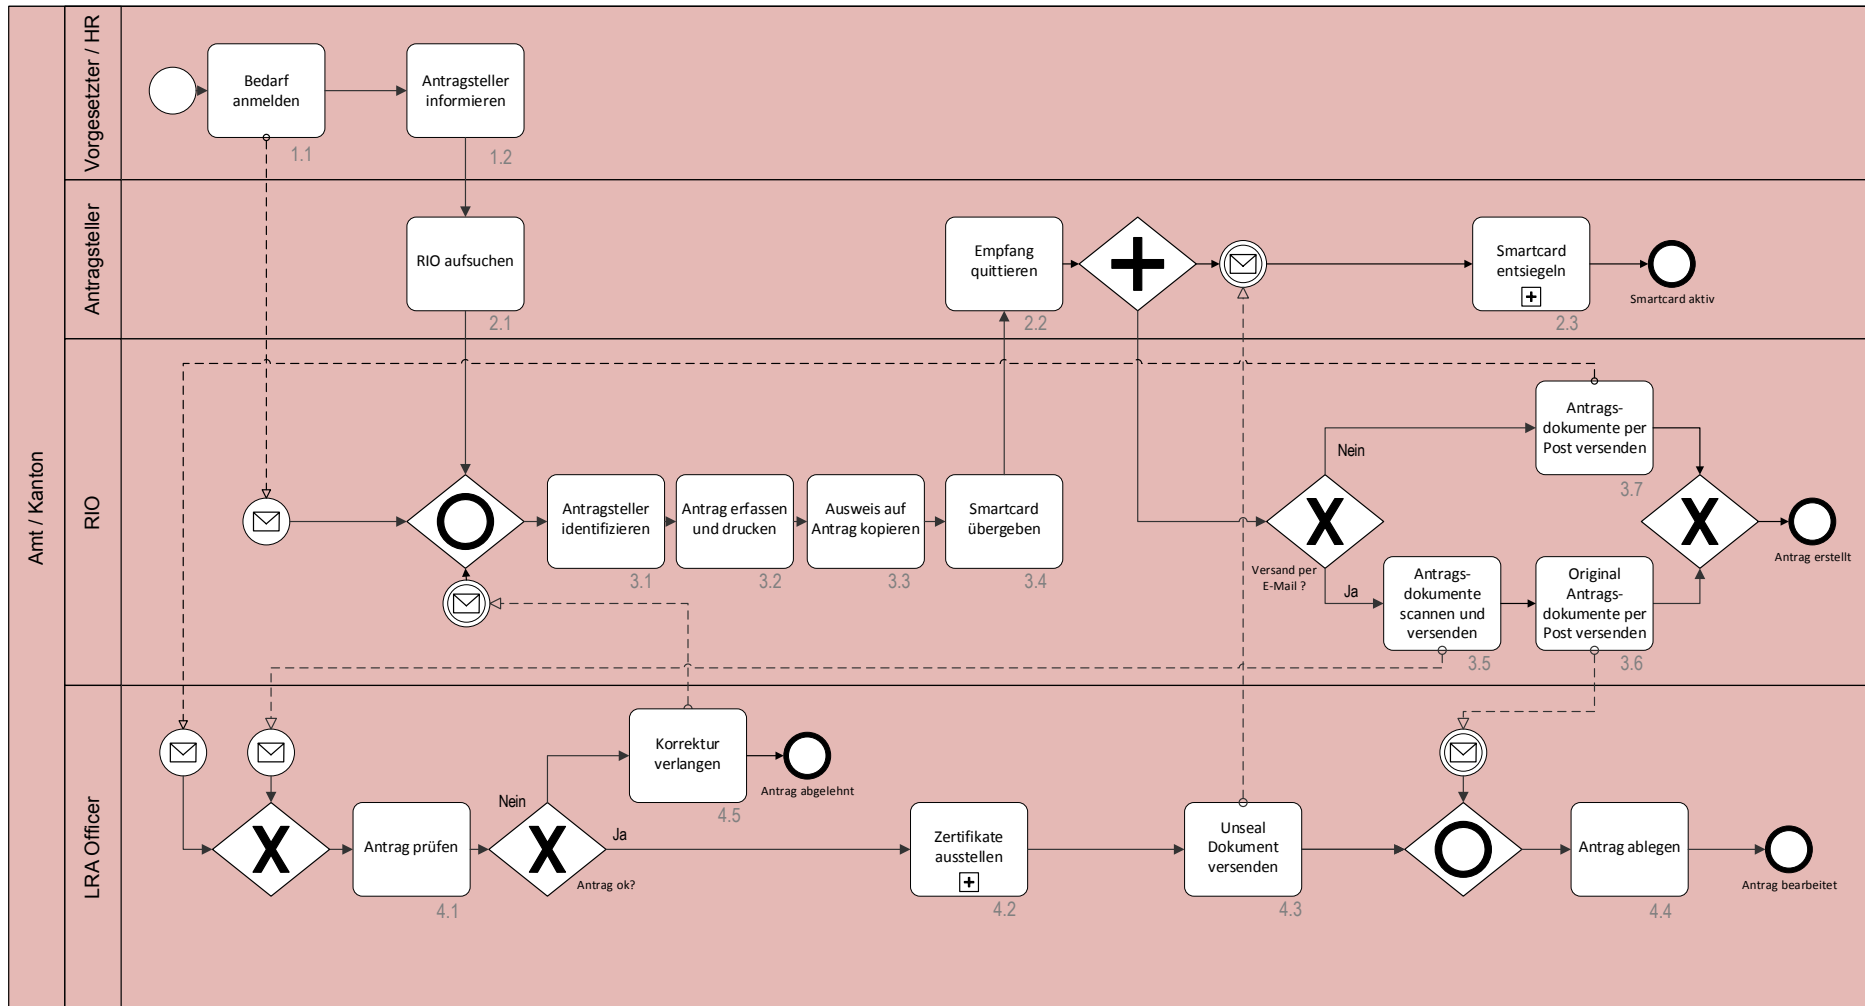 Amt / Kanton
Vorgesetzter / HR
Bedarf
anmelden
1.1
Antragsteller
informieren
1.2
Antragsteller
RIO aufsuchen
2.1
Empfang
quittieren
2.2
Smartcard
entsiegeln
2.3
Smartcard aktiv
RIO
Antragsteller
identifizieren
3.1
Antrag erfassen
und drucken
3.2
Ausweis auf
Antrag kopieren
3.3
Smartcard
übergeben
3.4
Versand per
E-Mail ?
Nein
Ja
Antrags-
dokumente per
Post versenden
3.7
Antrags-
dokumente
scannen und
versenden
3.5
Original
Antrags-
dokumente per
Post versenden
3.6
X
X
Antrag erstellt
LRA Officer
X
Antrag prüfen
4.1
X
Antrag ok?
Nein
Ja
Korrektur
verlangen
4.5
Antrag abgelehnt
Zertifikate
ausstellen
4.2
Unseal
Dokument
versenden
4.3
Antrag ablegen
4.4
Antrag bearbeitet